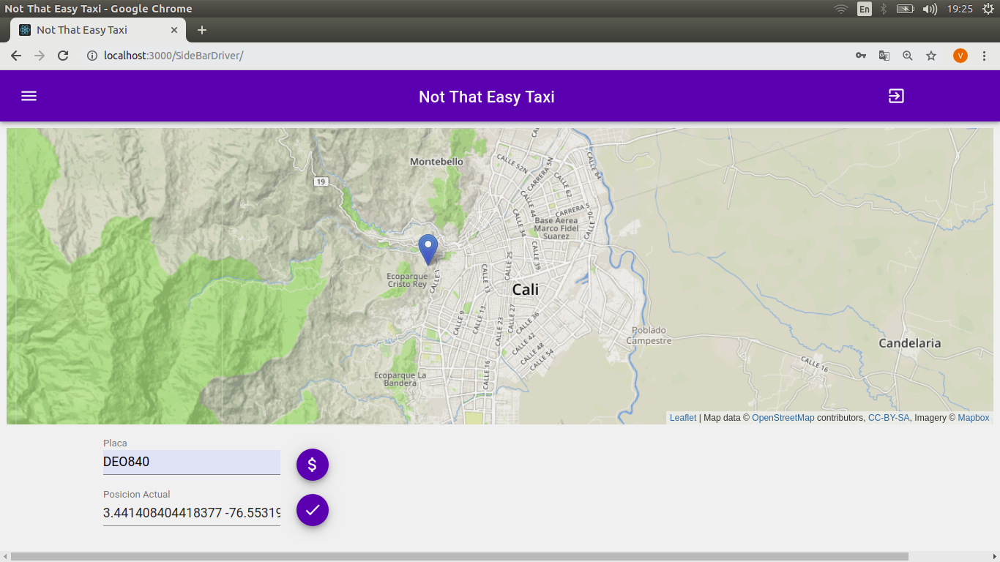 Not That Easy Taxi - Google Chrome
En
19:25
Not That Easy Taxi
localhost:3000/SideBarDriver/
V
Not That Easy Taxi
Montebello
CALLE 52N
CARRERA 5N
CALLE 84
19
CALLE 62
CALLE 44
CARRERA 5
CALLE 70
Base Aerea
Marco Fidel
Suarez
CALLE 34
CALLE 39
CALLE 25
Ecoparque
Cristo Rey
CALLE 1
CALLE 13
Cali
CALLE 9
CALLE 13
CALLE 23
CALLE 27
CALLE 36
CALLE 42
CALLE 48
CALLE 54
Poblado
Campestre
Candelaria
CALLE 16
CALLE 16
Ecoparque La
Bandera
Leaflet | Map data © OpenStreetMap contributors, CC-BY-SA, Imagery © Mapbox
Placa
DEO840
$
Posicion Actual
3.441408404418377 -76.55319